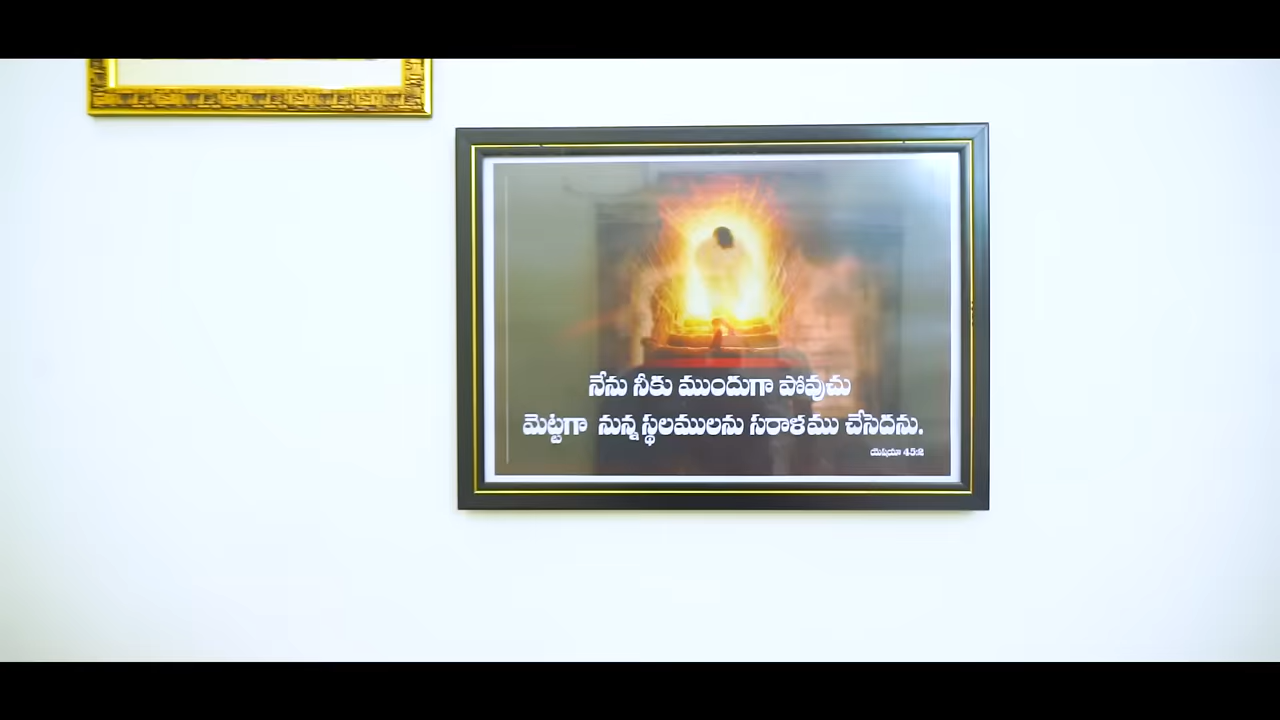 నేను నీకు ముందుగా పోవుచు
మెట్టగా నున్న స్థలములను సరాళము చేసెదను.
యెషయా 45:2